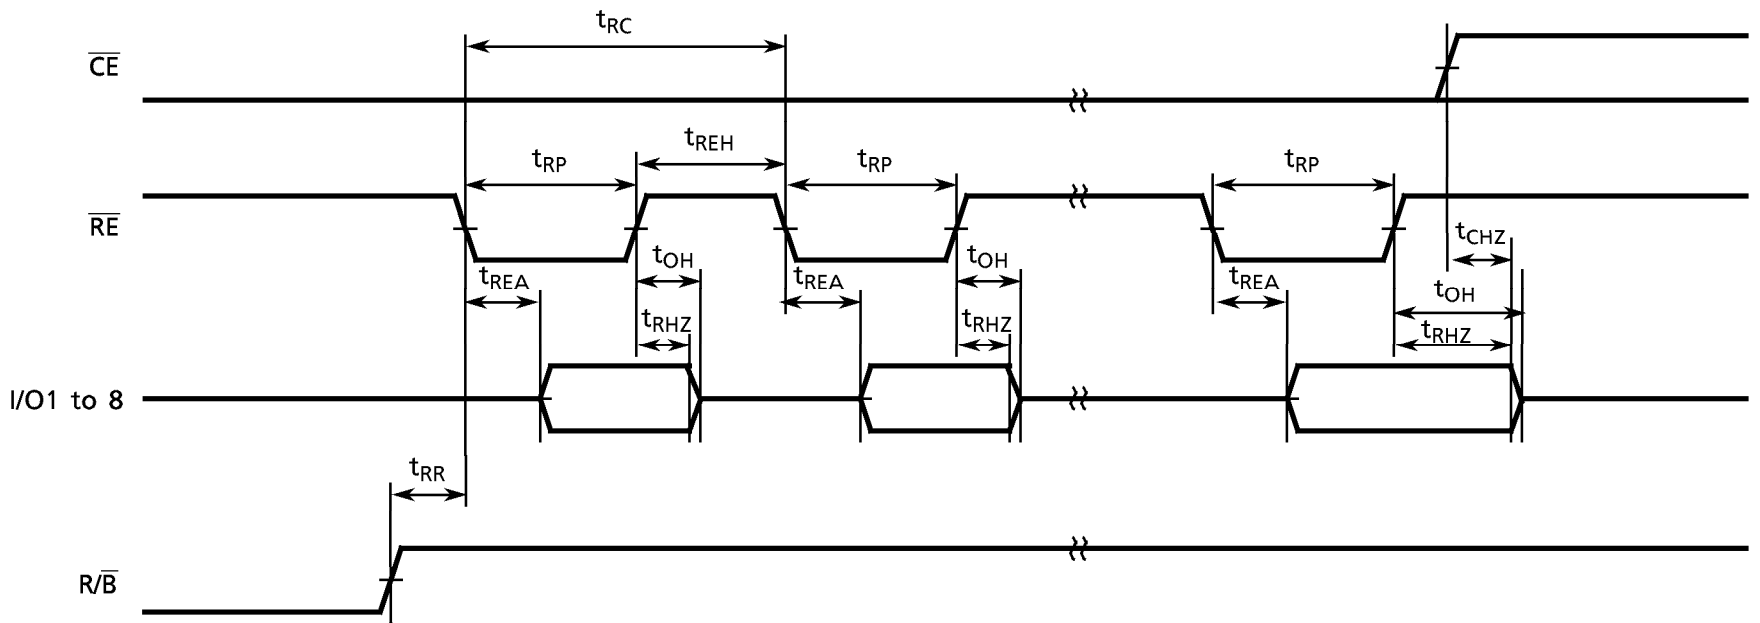 tRC
CE
tREH
tRP tRP tRP
RE
tCHZ
tOH tOH
tREA tREA tREA
tOH
tRHZ tRHZ tRHZ
I/O1 to 8
tRR
R/B